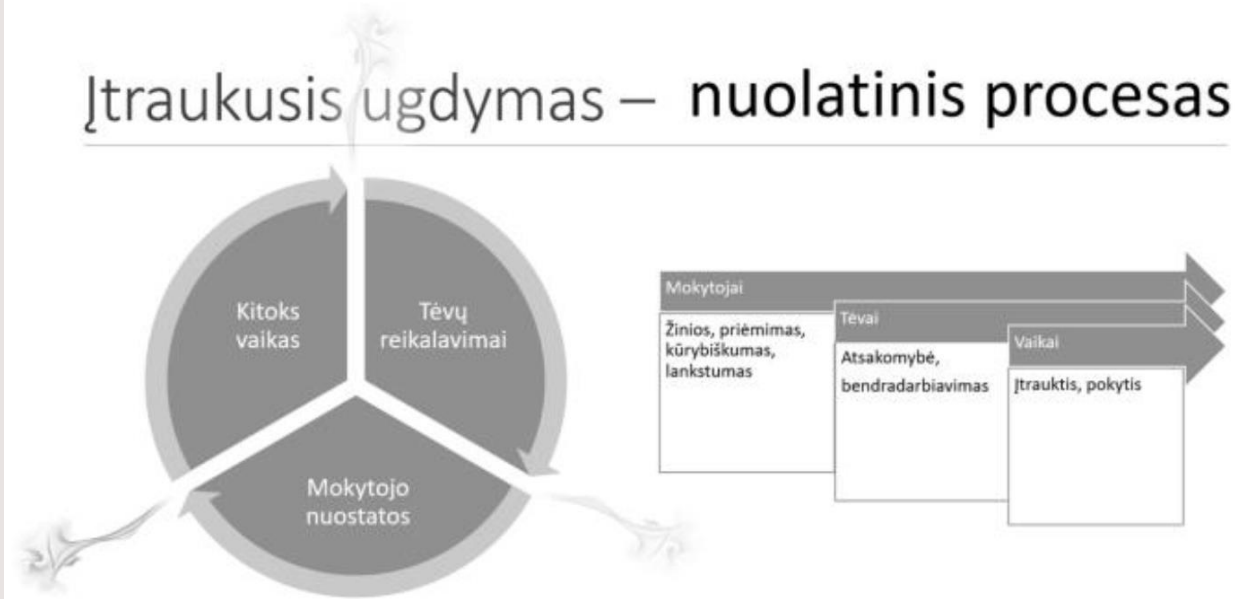 Įtraukusis ugdymas – nuolatinis procesas
Kitoks
vaikas
Tėvų
reikalavimai
Mokytojo
nuostatos
Mokytojai
Žinios, priėmimas,
kūrybiškumas,
lankstumas
Tėvai
Atsakomybė,
bendradarbiavimas
Vaikai
Įtrauktis, pokytis